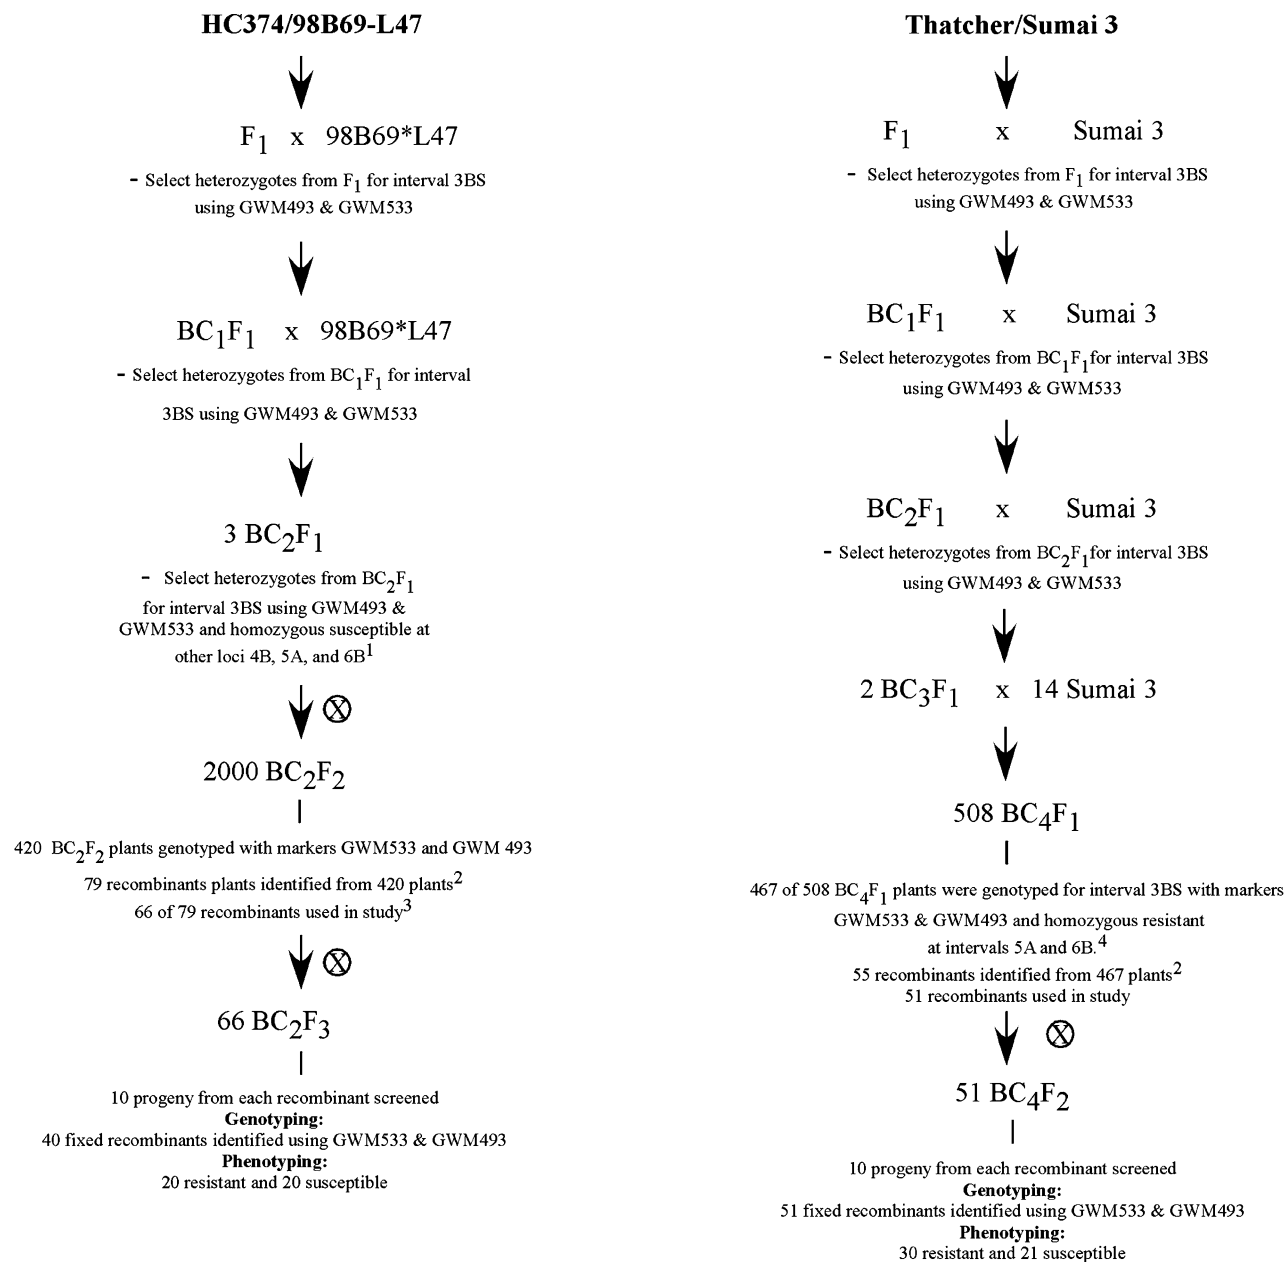 HC374/98B69-L47
F1 x 98B69*L47
- Select heterozygotes from F1 for interval 3BS
using GWM493 & GWM533
BC1F1 x 98B69*L47
- Select heterozygotes from BC1F1 for interval
3BS using GWM493 & GWM533
3 BC2F1
- Select heterozygotes from BC2F1
for interval 3BS using GWM493 &
GWM533 and homozygous susceptible at
other loci 4B, 5A, and 6B1
X
2000 BC2F2
420 BC2F2 plants genotyped with markers GWM533 and GWM 493
79 recombinants plants identified from 420 plants2
66 of 79 recombinants used in study3
X
66 BC2F3
10 progeny from each recombinant screened
Genotyping:
40 fixed recombinants identified using GWM533 & GWM493
Phenotyping:
20 resistant and 20 susceptible
Thatcher/Sumai 3
F1 x Sumai 3
- Select heterozygotes from F1 for interval 3BS
using GWM493 & GWM533
BC1F1 x Sumai 3
- Select heterozygotes from BC1F1for interval 3BS
using GWM493 & GWM533
BC2F1 x Sumai 3
- Select heterozygotes from BC2F1for interval 3BS
using GWM493 & GWM533
2 BC3F1 x 14 Sumai 3
508 BC4F1
467 of 508 BC4F1 plants were genotyped for interval 3BS with markers
GWM533 & GWM493 and homozygous resistant
at intervals 5A and 6B.4
55 recombinants identified from 467 plants2
51 recombinants used in study
X
51 BC4F2
10 progeny from each recombinant screened
Genotyping:
51 fixed recombinants identified using GWM533 & GWM493
Phenotyping:
30 resistant and 21 susceptible